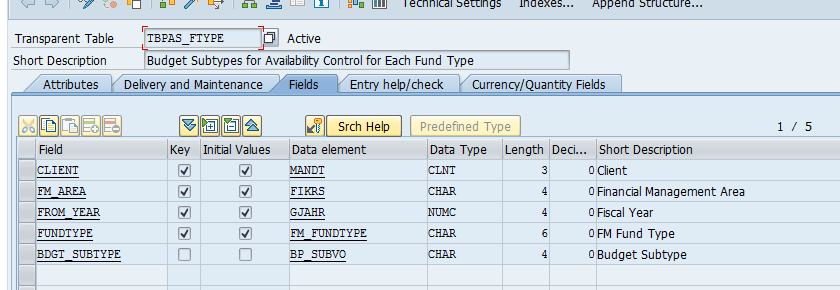 Technical Settings Indexes... Append Structure...
Transparent Table TBPAS_FTYPE Active
Short Description Budget Subtypes for Availability Control for Each Fund Type
Attributes Delivery and Maintenance Fields Entry help/check Currency/Quantity Fields
Srch Help Predefined Type 1 / 5
Field Key Initial Values Data element Data Type Length Deci... Short Description
CLIENT MANDT CLNT 3 0 Client
FM_AREA FIKRS CHAR 4 0 Financial Management Area
FROM_YEAR GJAHR NUMC 4 0 Fiscal Year
FUNDTYPE FM_FUNDTYPE CHAR 6 0 FM Fund Type
BDGT_SUBTYPE BP_SUBVO CHAR 4 0 Budget Subtype